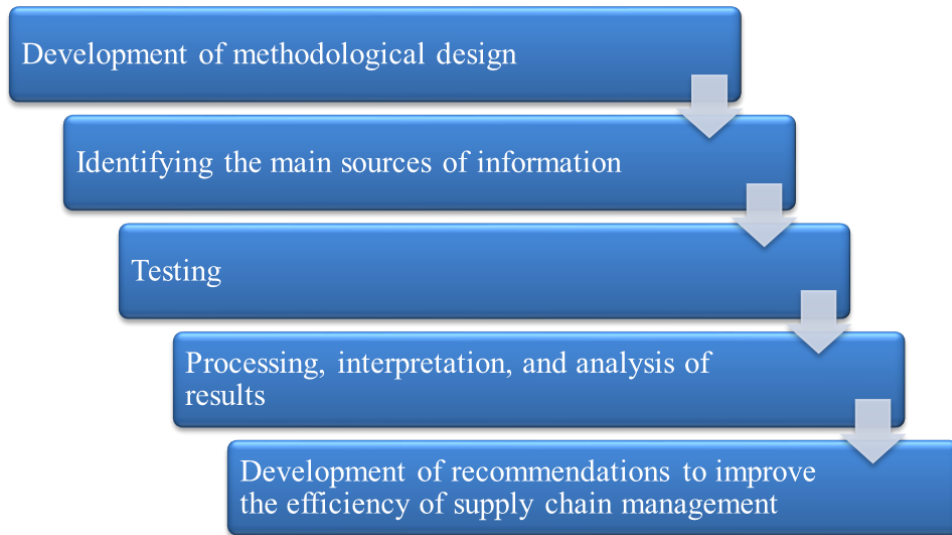 Development of methodological design
Identifying the main sources of information
Testing
Processing, interpretation, and analysis of
results
Development of recommendations to improve
the efficiency of supply chain management